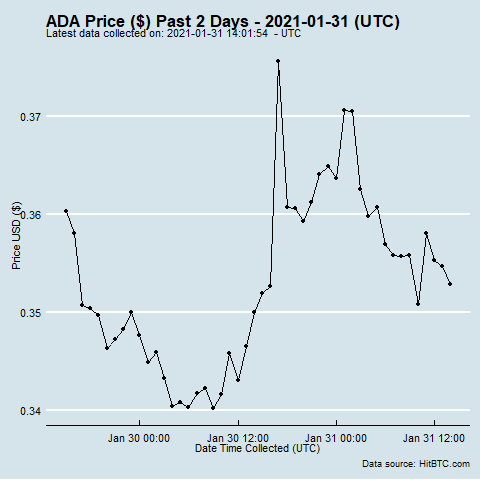 ADA Price ($) Past 2 Days - 2021-01-31 (UTC)
Latest data collected on: 2021-01-31 14:01:54  - UTC
0.37
0.36
0.35
0.34
Price USD ($)
Jan 30 00:00
Jan 30 12:00
Jan 31 00:00
Jan 31 12:00
Date Time Collected (UTC)
Data source: HitBTC.com